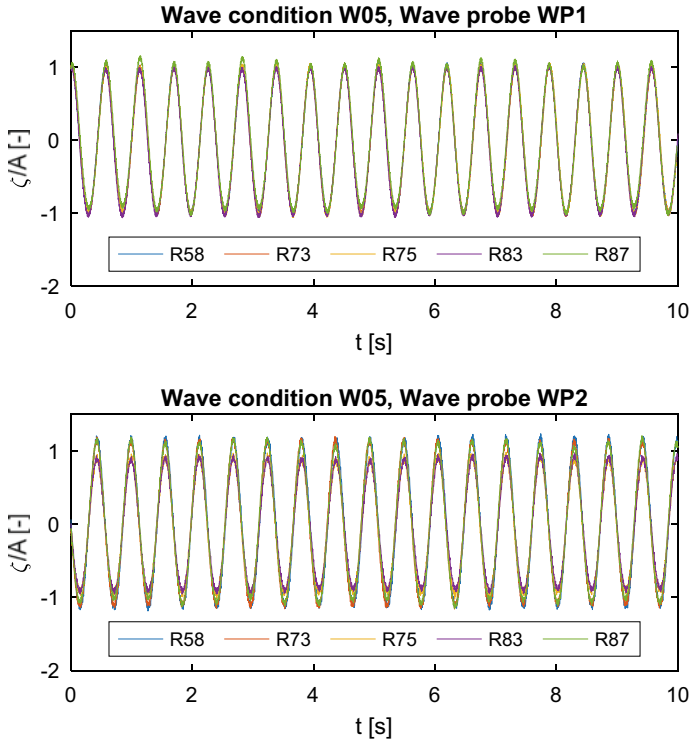 Wave condition W05, Wave probe WP1
1
0
-1
-2
ζ/A [-]
R58 R73 R75 R83 R87
0 2 4 6 8 10
t [s]
Wave condition W05, Wave probe WP2
1
0
-1
-2
ζ/A [-]
R58 R73 R75 R83 R87
0 2 4 6 8 10
t [s]